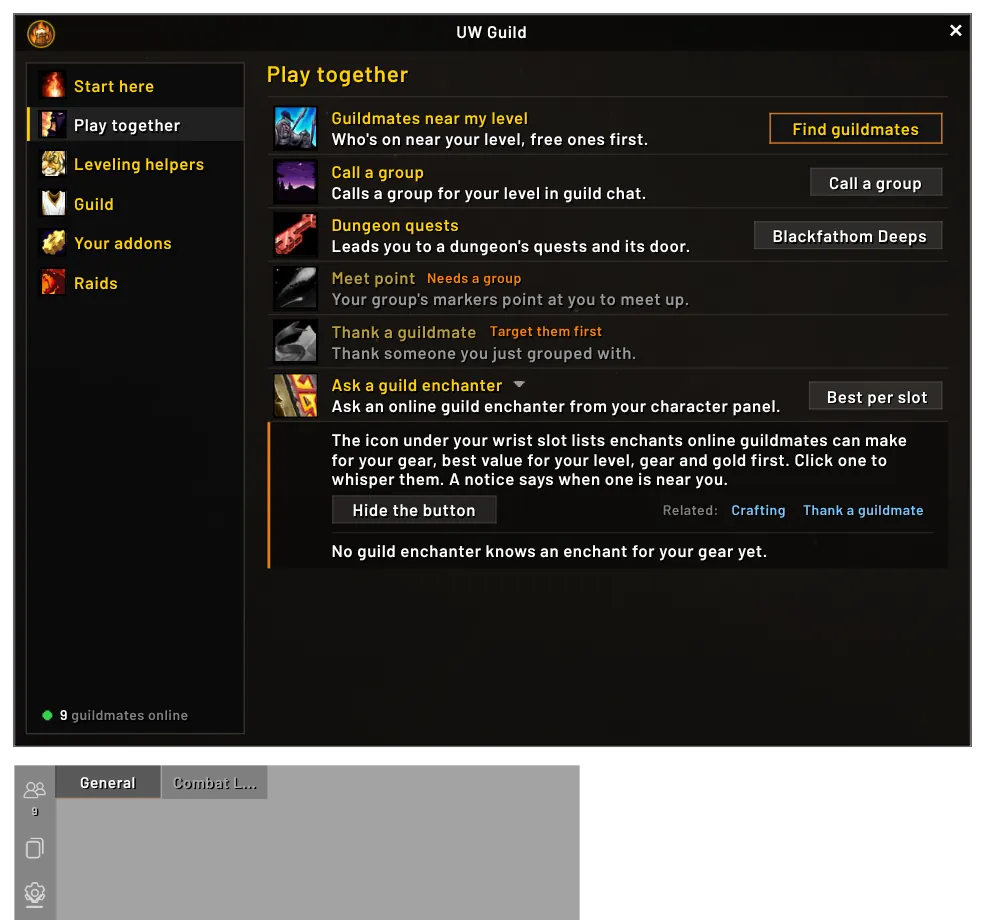 UW Guild
Start here
Play together
Leveling helpers
Guild
Your addons
Raids
9 guildmates online
Play together
Guildmates near my level
Who's on near your level, free ones first.
Find guildmates
Call a group
Calls a group for your level in guild chat.
Call a group
Dungeon quests
Leads you to a dungeon's quests and its door.
Blackfathom Deeps
Meet point Needs a group
Your group's markers point at you to meet up.
Thank a guildmate Target them first
Thank someone you just grouped with.
Ask a guild enchanter
Ask an online guild enchanter from your character panel.
Best per slot
The icon under your wrist slot lists enchants online guildmates can make
for your gear, best value for your level, gear and gold first. Click one to
whisper them. A notice says when one is near you.
Hide the button
Related: Crafting Thank a guildmate
No guild enchanter knows an enchant for your gear yet.
General
Combat L...
9